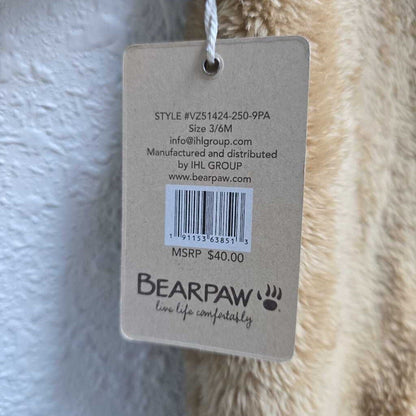 STYLE #VZ51424-250-9PA
Size 3/6M
info@ihlgroup.com
Manufactured and distributed
by IHL GROUP
www.bearpaw.com
1 91153 63851 3
MSRP $40.00
BEARPAW
live life comfortably